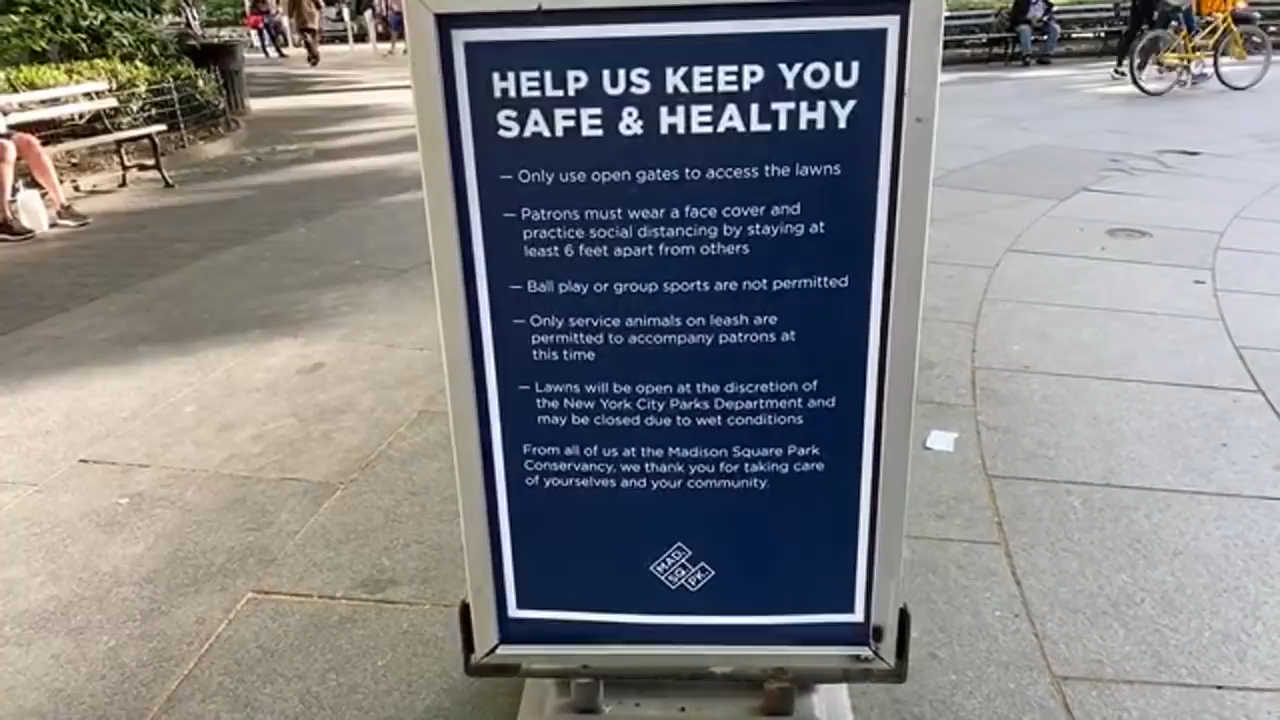 HELP US KEEP YOU
SAFE & HEALTHY
— Only use open gates to access the lawns
— Patrons must wear a face cover and
practice social distancing by staying at
least 6 feet apart from others
— Ball play or group sports are not permitted
— Only service animals on leash are
permitted to accompany patrons at
this time
— Lawns will be open at the discretion of
the New York City Parks Department and
may be closed due to wet conditions
From all of us at the Madison Square Park
Conservancy, we thank you for taking care
of yourselves and your community.
MAD.
SQ.
PK.